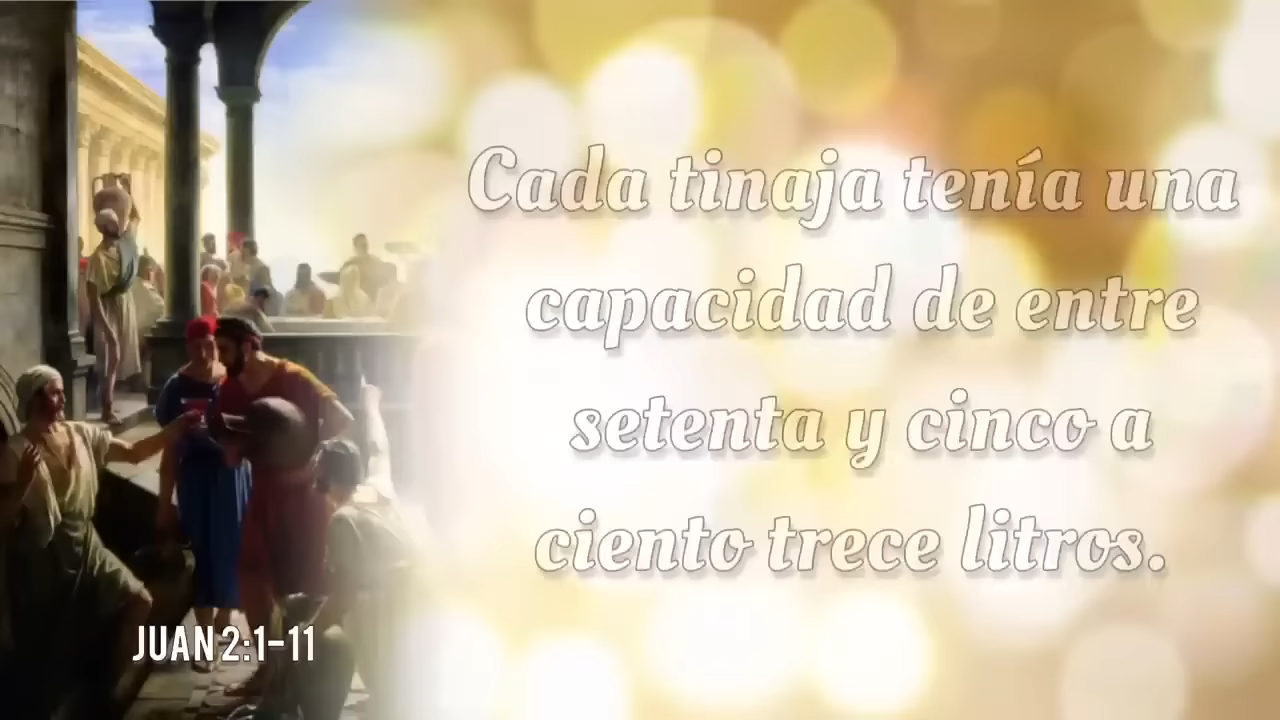 Cada tinaja tenía una
capacidad de entre
setenta y cinco a
ciento trece litros.
JUAN 2:1-11